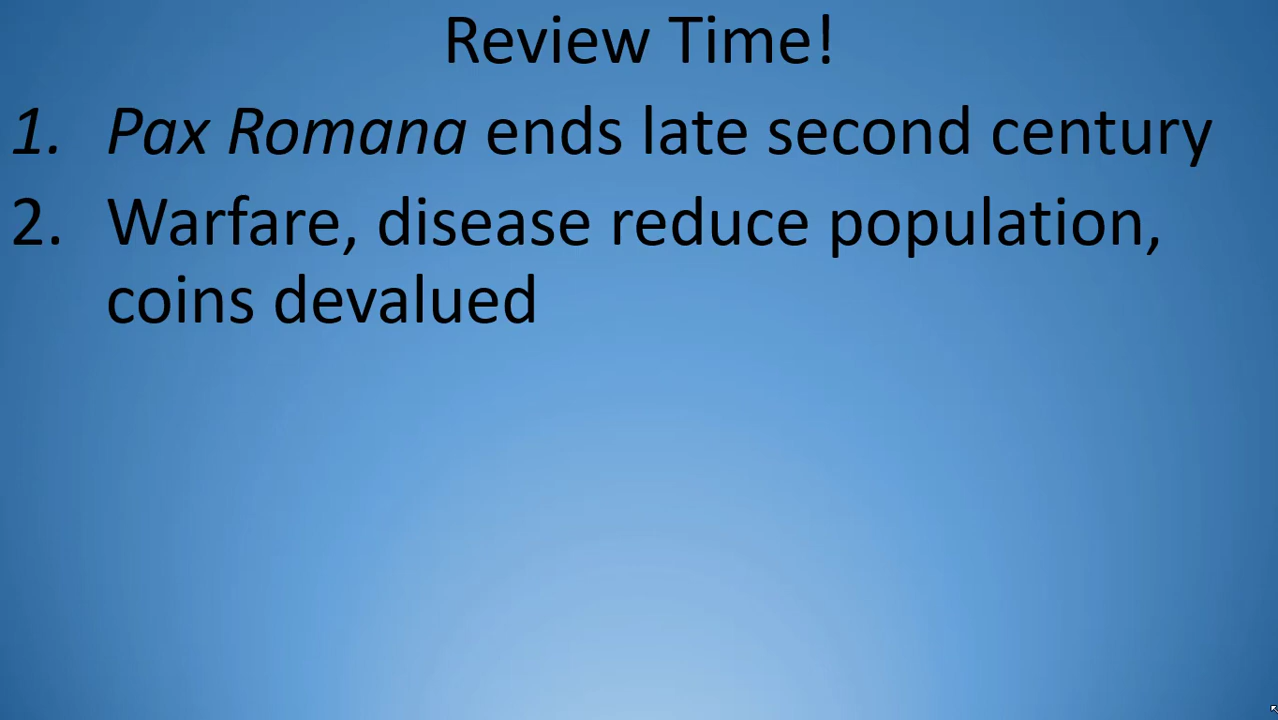 Review Time!
1. Pax Romana ends late second century
2. Warfare, disease reduce population,
coins devalued